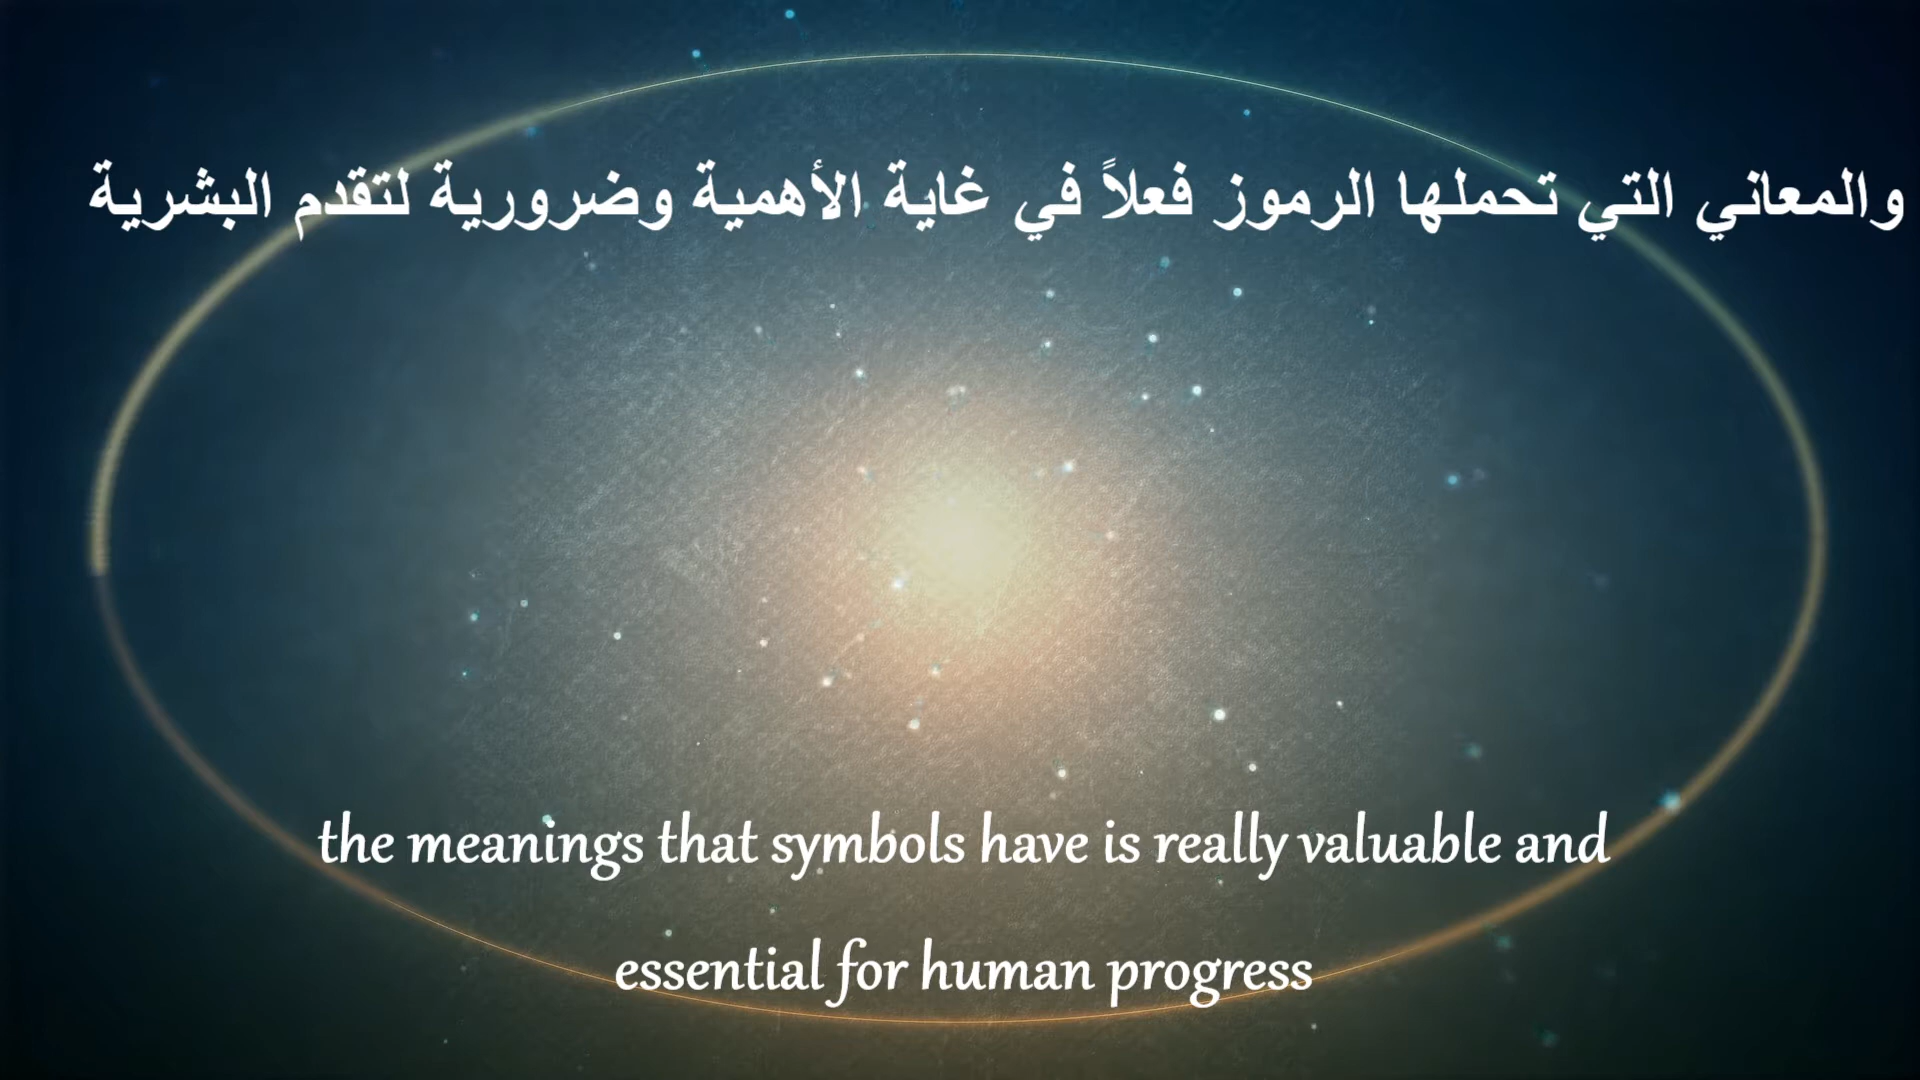 والمعاني التي تحملها الرموز فعلاً في غاية الأهمية وضرورية لتقدم البشرية
the meanings that symbols have is really valuable and
essential for human progress